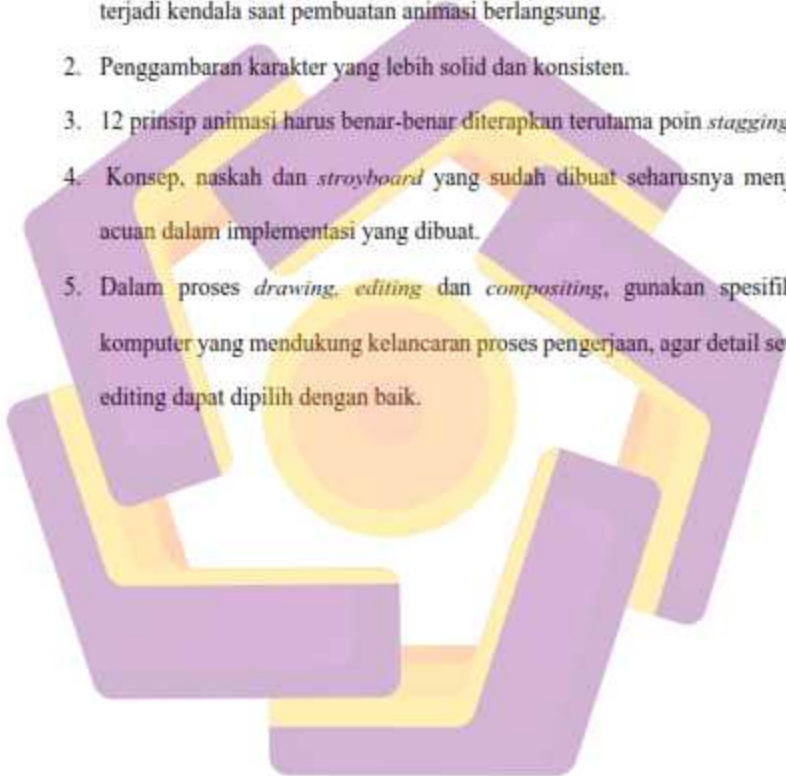 terjadi kendala saat pembuatan animasi berlangsung.
2. Penggambaran karakter yang lebih solid dan konsisten.
3. 12 prinsip animasi harus benar-benar diterapkan terutama poin stagging
4. Konsep, naskah dan stroyboard yang sudah dibuat seharusnya
acuan dalam implementasi yang dibuat.
5. Dalam proses drawing, editing dan compositing, gunakan
komputer yang mendukung kelancaran proses pengerjaan, agar detail
editing dapat dipilih dengan baik.